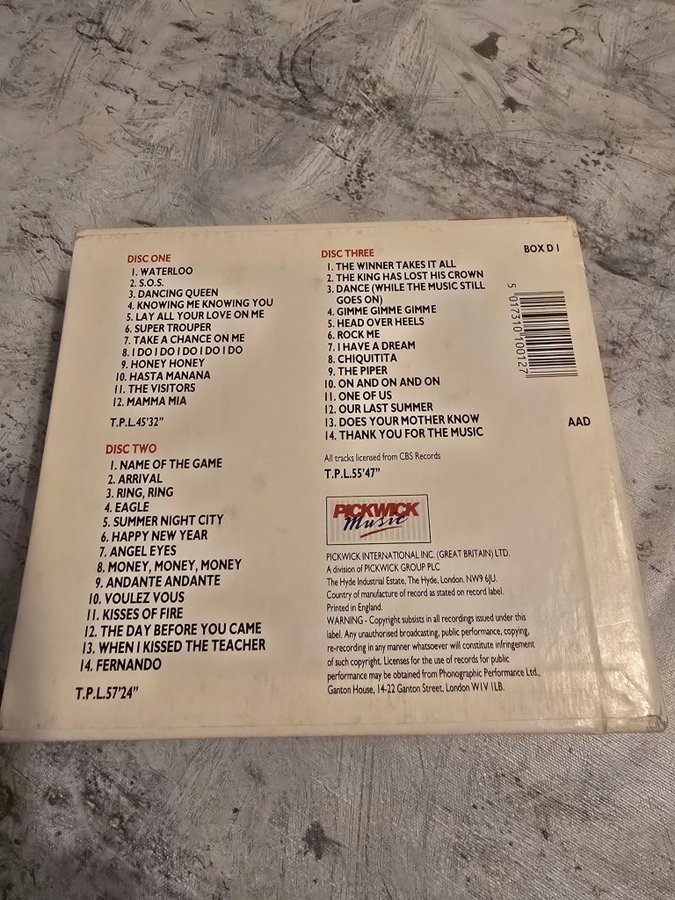 DISC ONE
1. WATERLOO
2. S.O.S.
3. DANCING QUEEN
4. KNOWING ME KNOWING YOU
5. LAY ALL YOUR LOVE ON ME
6. SUPER TROUPER
7. TAKE A CHANCE ON ME
8. I DO I DO I DO I DO I DO
9. HONEY HONEY
10. HASTA MANANA
11. THE VISITORS
12. MAMMA MIA
T.P.L.45'32"
DISC TWO
1. NAME OF THE GAME
2. ARRIVAL
3. RING, RING
4. EAGLE
5. SUMMER NIGHT CITY
6. HAPPY NEW YEAR
7. ANGEL EYES
8. MONEY, MONEY, MONEY
9. ANDANTE ANDANTE
10. VOULEZ VOUS
11. KISSES OF FIRE
12. THE DAY BEFORE YOU CAME
13. WHEN I KISSED THE TEACHER
14. FERNANDO
T.P.L.57'24"
DISC THREE
1. THE WINNER TAKES IT ALL
2. THE KING HAS LOST HIS CROWN
3. DANCE (WHILE THE MUSIC STILL
GOES ON)
4. GIMME GIMME GIMME
5. HEAD OVER HEELS
6. ROCK ME
7. I HAVE A DREAM
8. CHIQUITITA
9. THE PIPER
10. ON AND ON AND ON
11. ONE OF US
12. OUR LAST SUMMER
13. DOES YOUR MOTHER KNOW
14. THANK YOU FOR THE MUSIC
All tracks licensed from CBS Records
T.P.L.55'47"
PICKWICK
Music
PICKWICK INTERNATIONAL INC. (GREAT BRITAIN) LTD.
A division of PICKWICK GROUP PLC
The Hyde Industrial Estate, The Hyde, London. NW9 6JU.
Country of manufacture of record as stated on record label.
Printed in England.
WARNING - Copyright subsists in all recordings issued under this
label. Any unauthorised broadcasting, public performance, copying,
re-recording in any manner whatsoever will constitute infringement
of such copyright. Licenses for the use of records for public
performance may be obtained from Phonographic Performance Ltd.,
Ganton House, 14-22 Ganton Street, London W1V 1LB.
BOX D 1
5 017310 100127
AAD